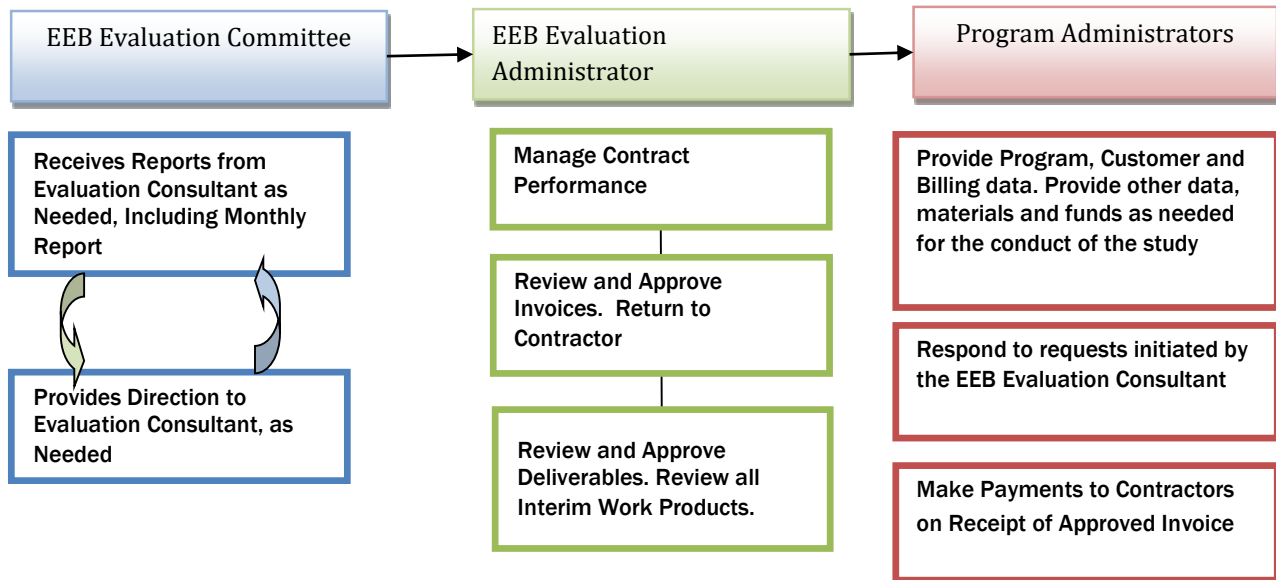 EEB Evaluation Committee
EEB Evaluation
Administrator
Program Administrators
Receives Reports from
Evaluation Consultant as
Needed, Including Monthly
Report
Provides Direction to
Evaluation Consultant, as
Needed
Manage Contract
Performance
Review and Approve
Invoices.  Return to
Contractor
Review and Approve
Deliverables. Review all
Interim Work Products.
Provide Program, Customer and
Billing data. Provide other data,
materials and funds as needed
for the conduct of the study
Respond to requests initiated by
the EEB Evaluation Consultant
Make Payments to Contractors
on Receipt of Approved Invoice